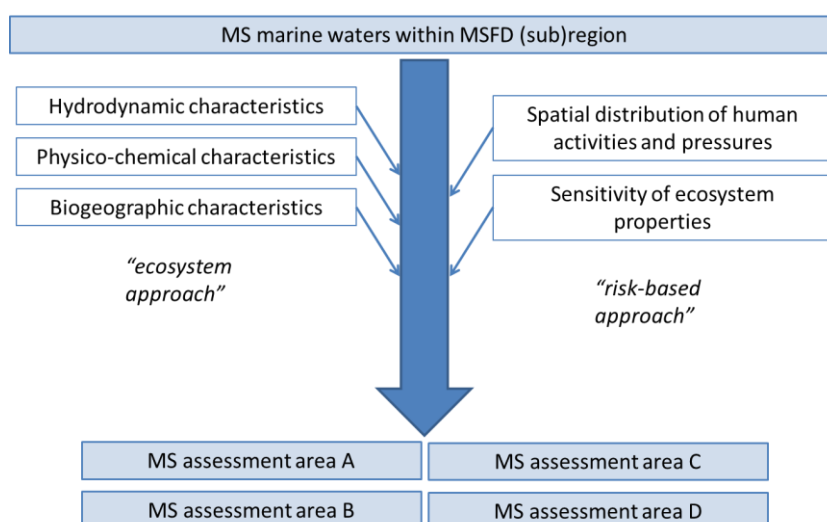 MS marine waters within MSFD (sub)region
Hydrodynamic characteristics
Physico-chemical characteristics
Biogeographic characteristics
“ecosystem
approach”
Spatial distribution of human
activities and pressures
Sensitivity of ecosystem
properties
“risk-based
approach”
MS assessment area A
MS assessment area C
MS assessment area B
MS assessment area D